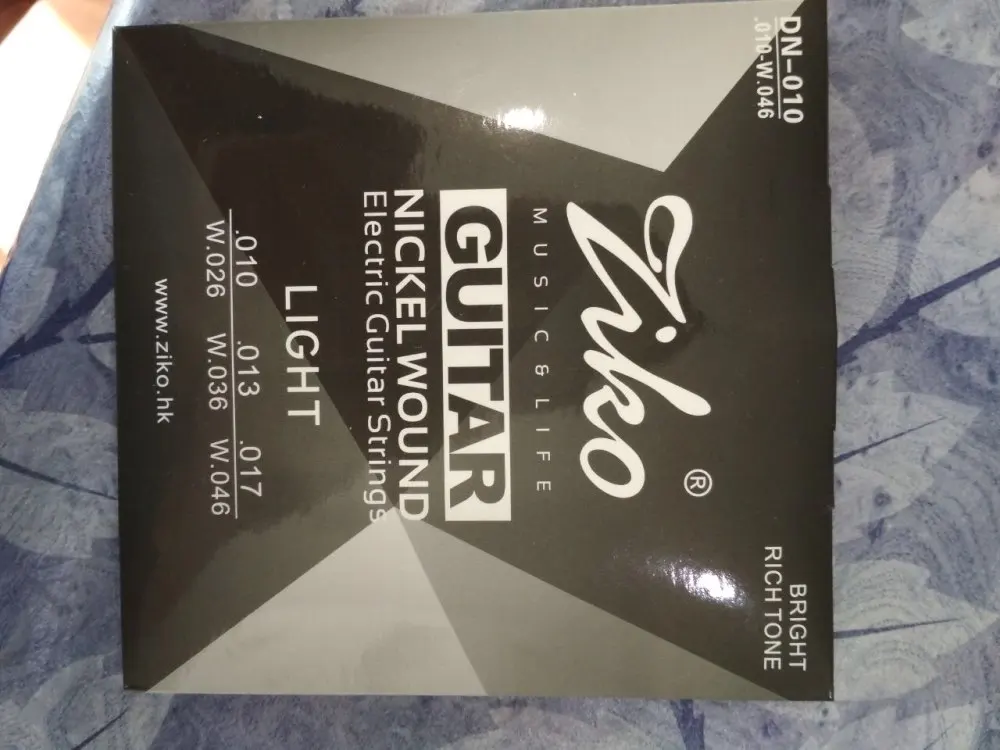 DN-010
.010-W.046
BRIGHT
RICH TONE
Ziko®
MUSIC&LIFE
GUITAR
NICKEL WOUND
Electric Guitar Strings
LIGHT
.010 .013 .017
W.026 W.036 W.046
www.ziko.hk